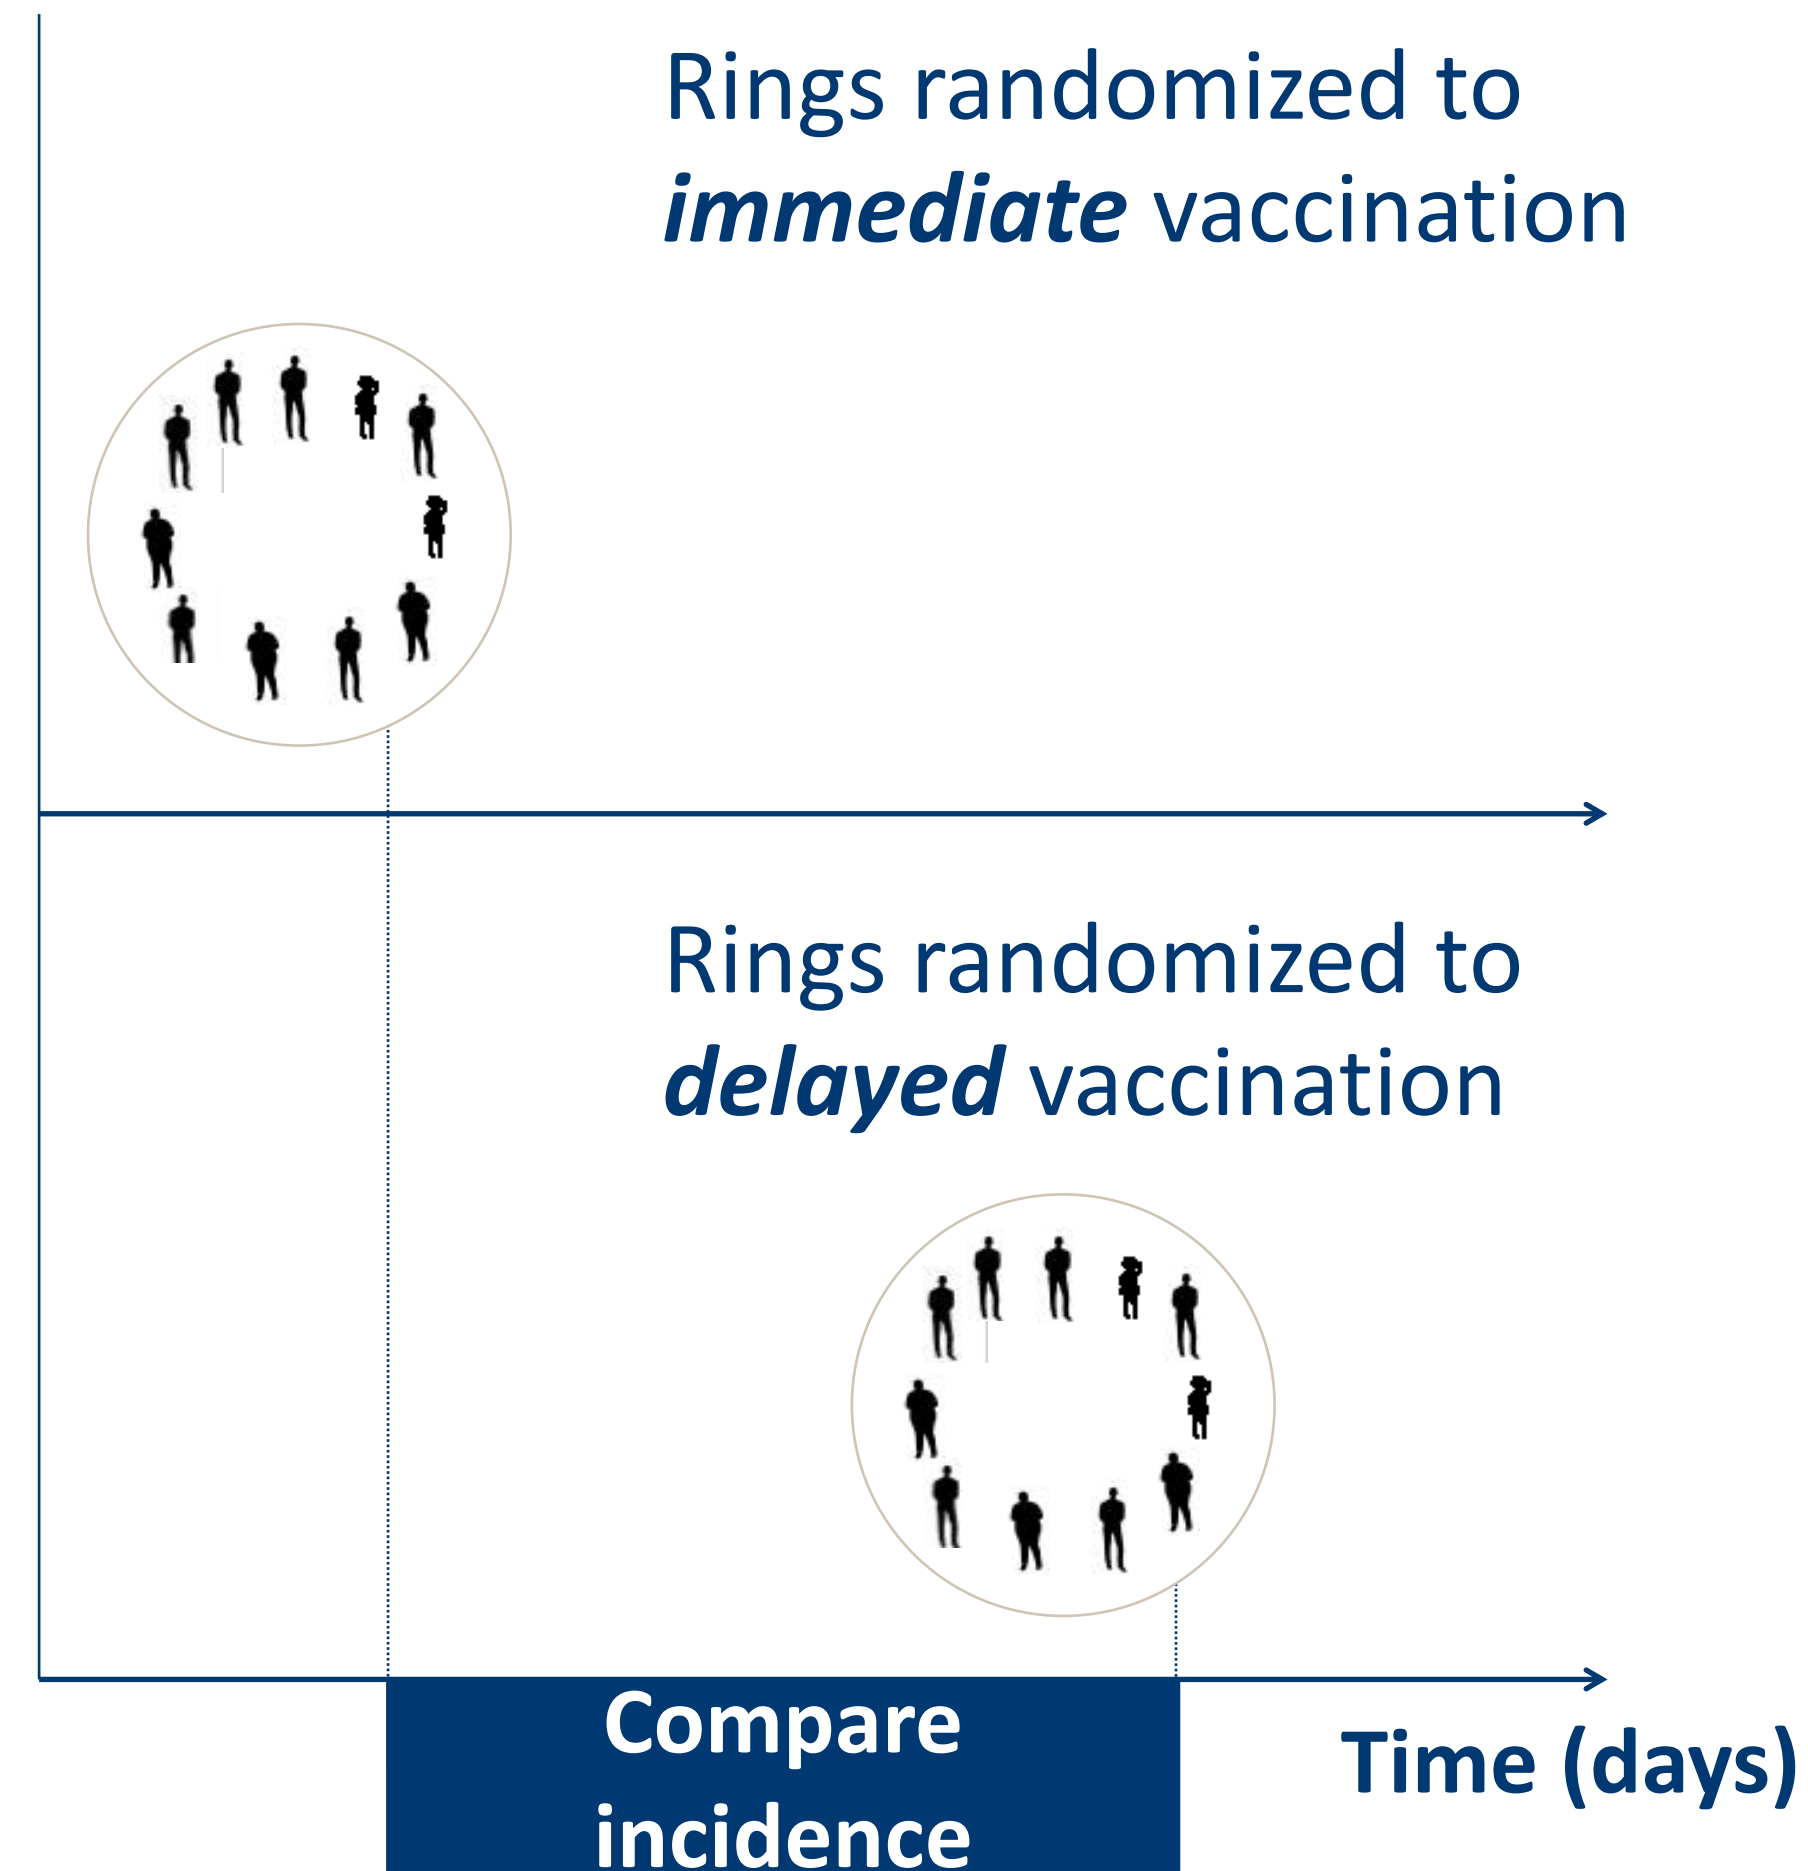 Rings randomized to
immediate vaccination
Rings randomized to
delayed vaccination
Compare
incidence
Time (days)